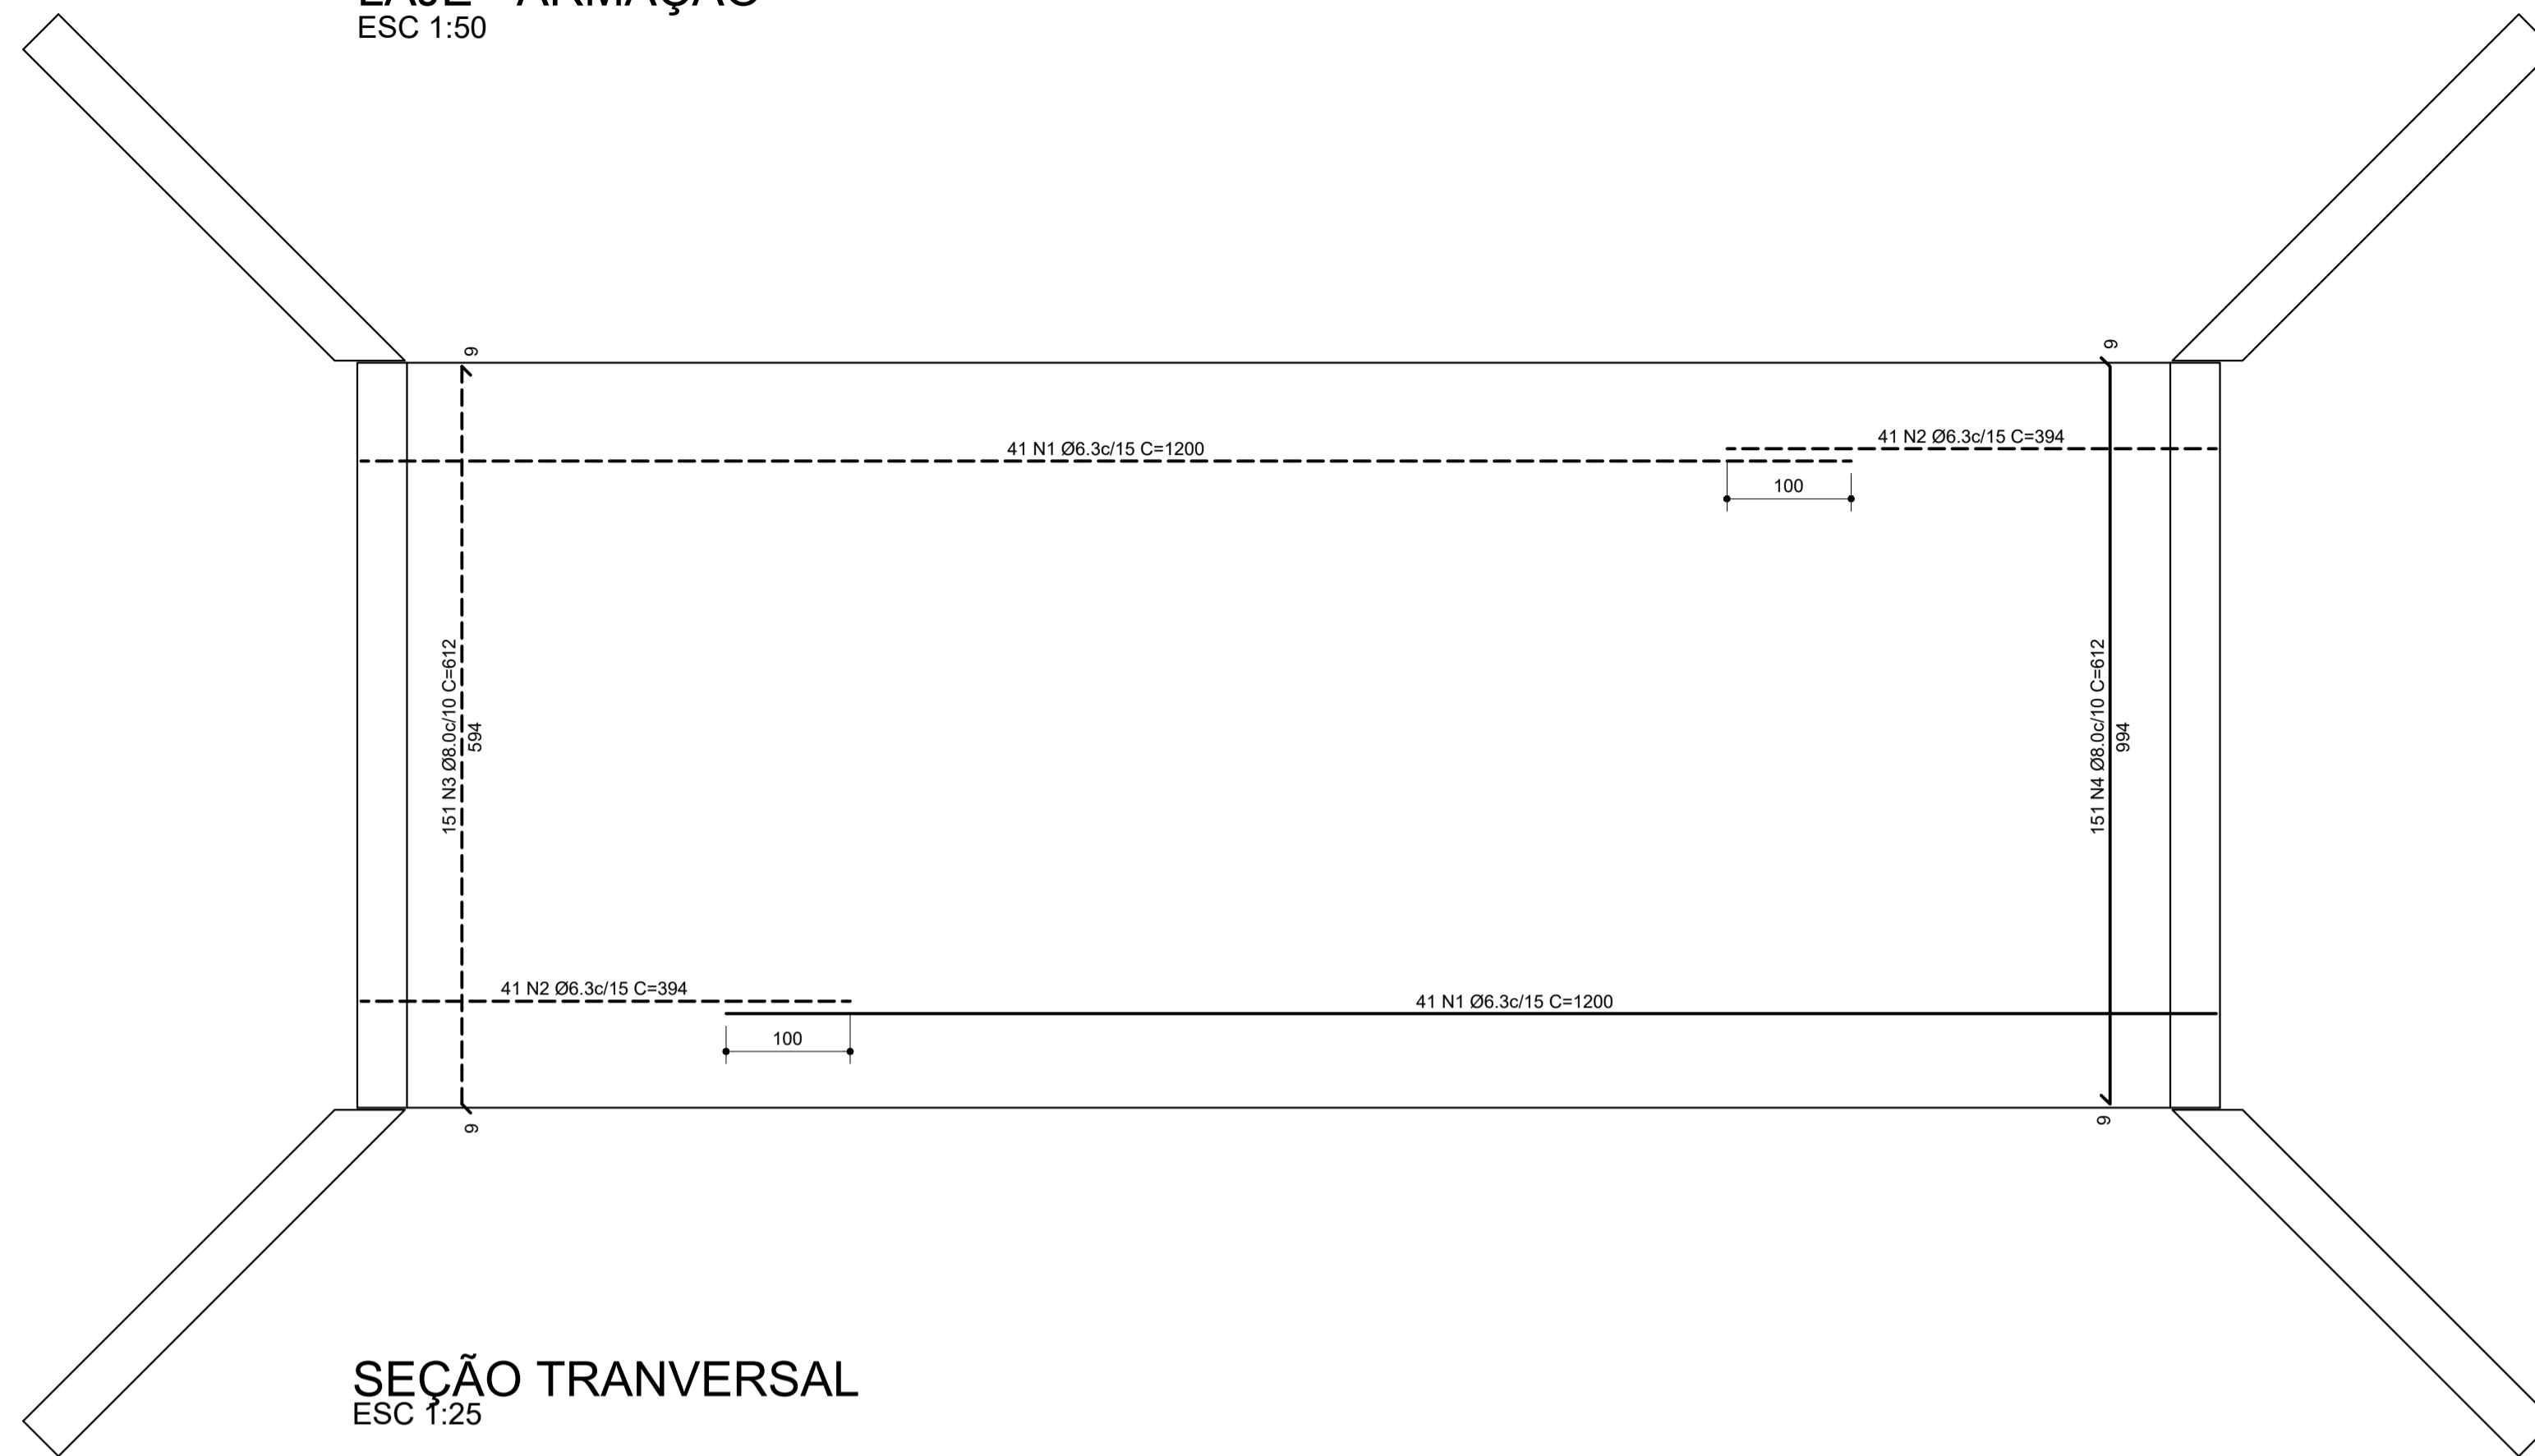 LAJE - ARMAÇÃO
ESC 1:50
9
9
41 N1 Ø6.3c/15 C=1200
41 N2 Ø6.3c/15 C=394
100
151 N3 Ø8.0c/10 C=612
594
151 N4 Ø8.0c/10 C=612
994
41 N2 Ø6.3c/15 C=394
41 N1 Ø6.3c/15 C=1200
100
9
9
SEÇÃO TRANVERSAL
ESC 1:25